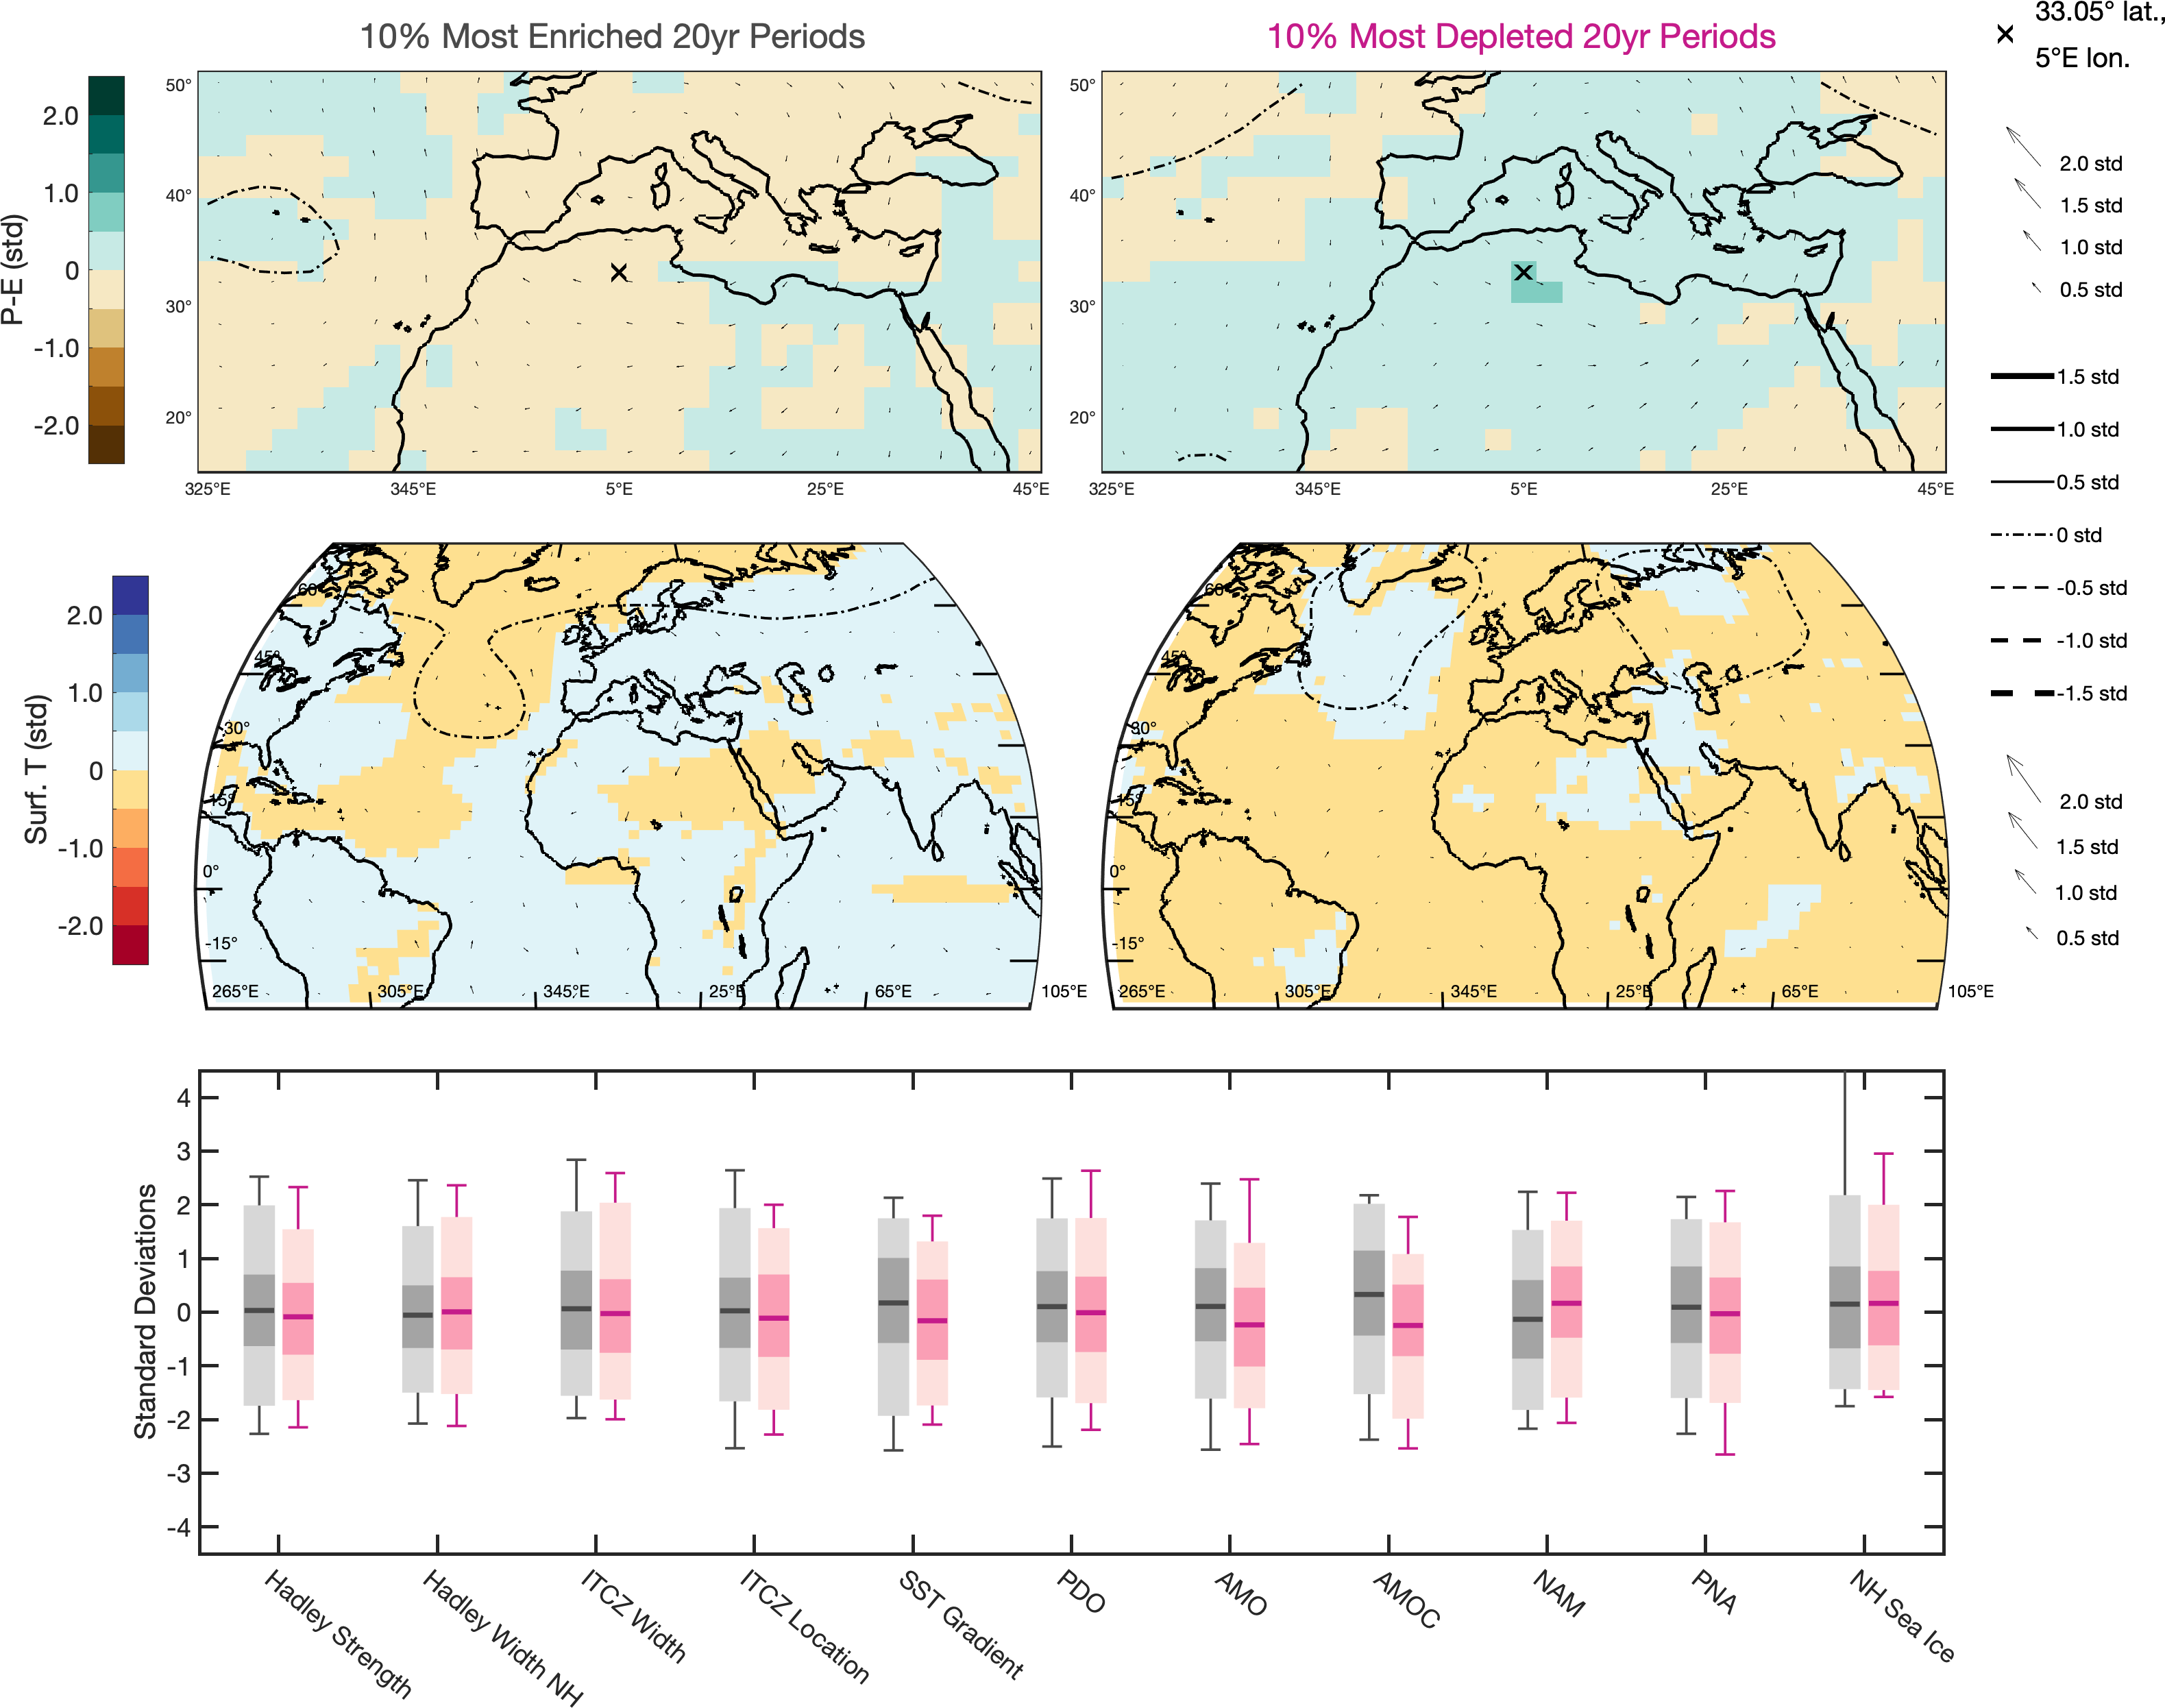 10% Most Enriched 20yr Periods
10% Most Depleted 20yr Periods
33.05° lat.,
5°E lon.
P-E (std)
2.0
1.0
0
-1.0
-2.0
50°
40°
30°
20°
325°E
345°E
5°E
25°E
45°E
50°
40°
30°
20°
325°E
345°E
5°E
25°E
45°E
2.0 std
1.5 std
1.0 std
0.5 std
1.5 std
1.0 std
0.5 std
0 std
-0.5 std
-1.0 std
-1.5 std
Surf. T (std)
2.0
1.0
0
-1.0
-2.0
60°
45°
30°
15°
0°
-15°
265°E
305°E
345°E
25°E
65°E
105°E
60°
45°
30°
15°
0°
-15°
265°E
305°E
345°E
25°E
65°E
105°E
2.0 std
1.5 std
1.0 std
0.5 std
Standard Deviations
4
3
2
1
0
-1
-2
-3
-4
Hadley Strength
Hadley Width NH
ITCZ Width
ITCZ Location
SST Gradient
PDO
AMO
AMOC
NAM
PNA
NH Sea Ice